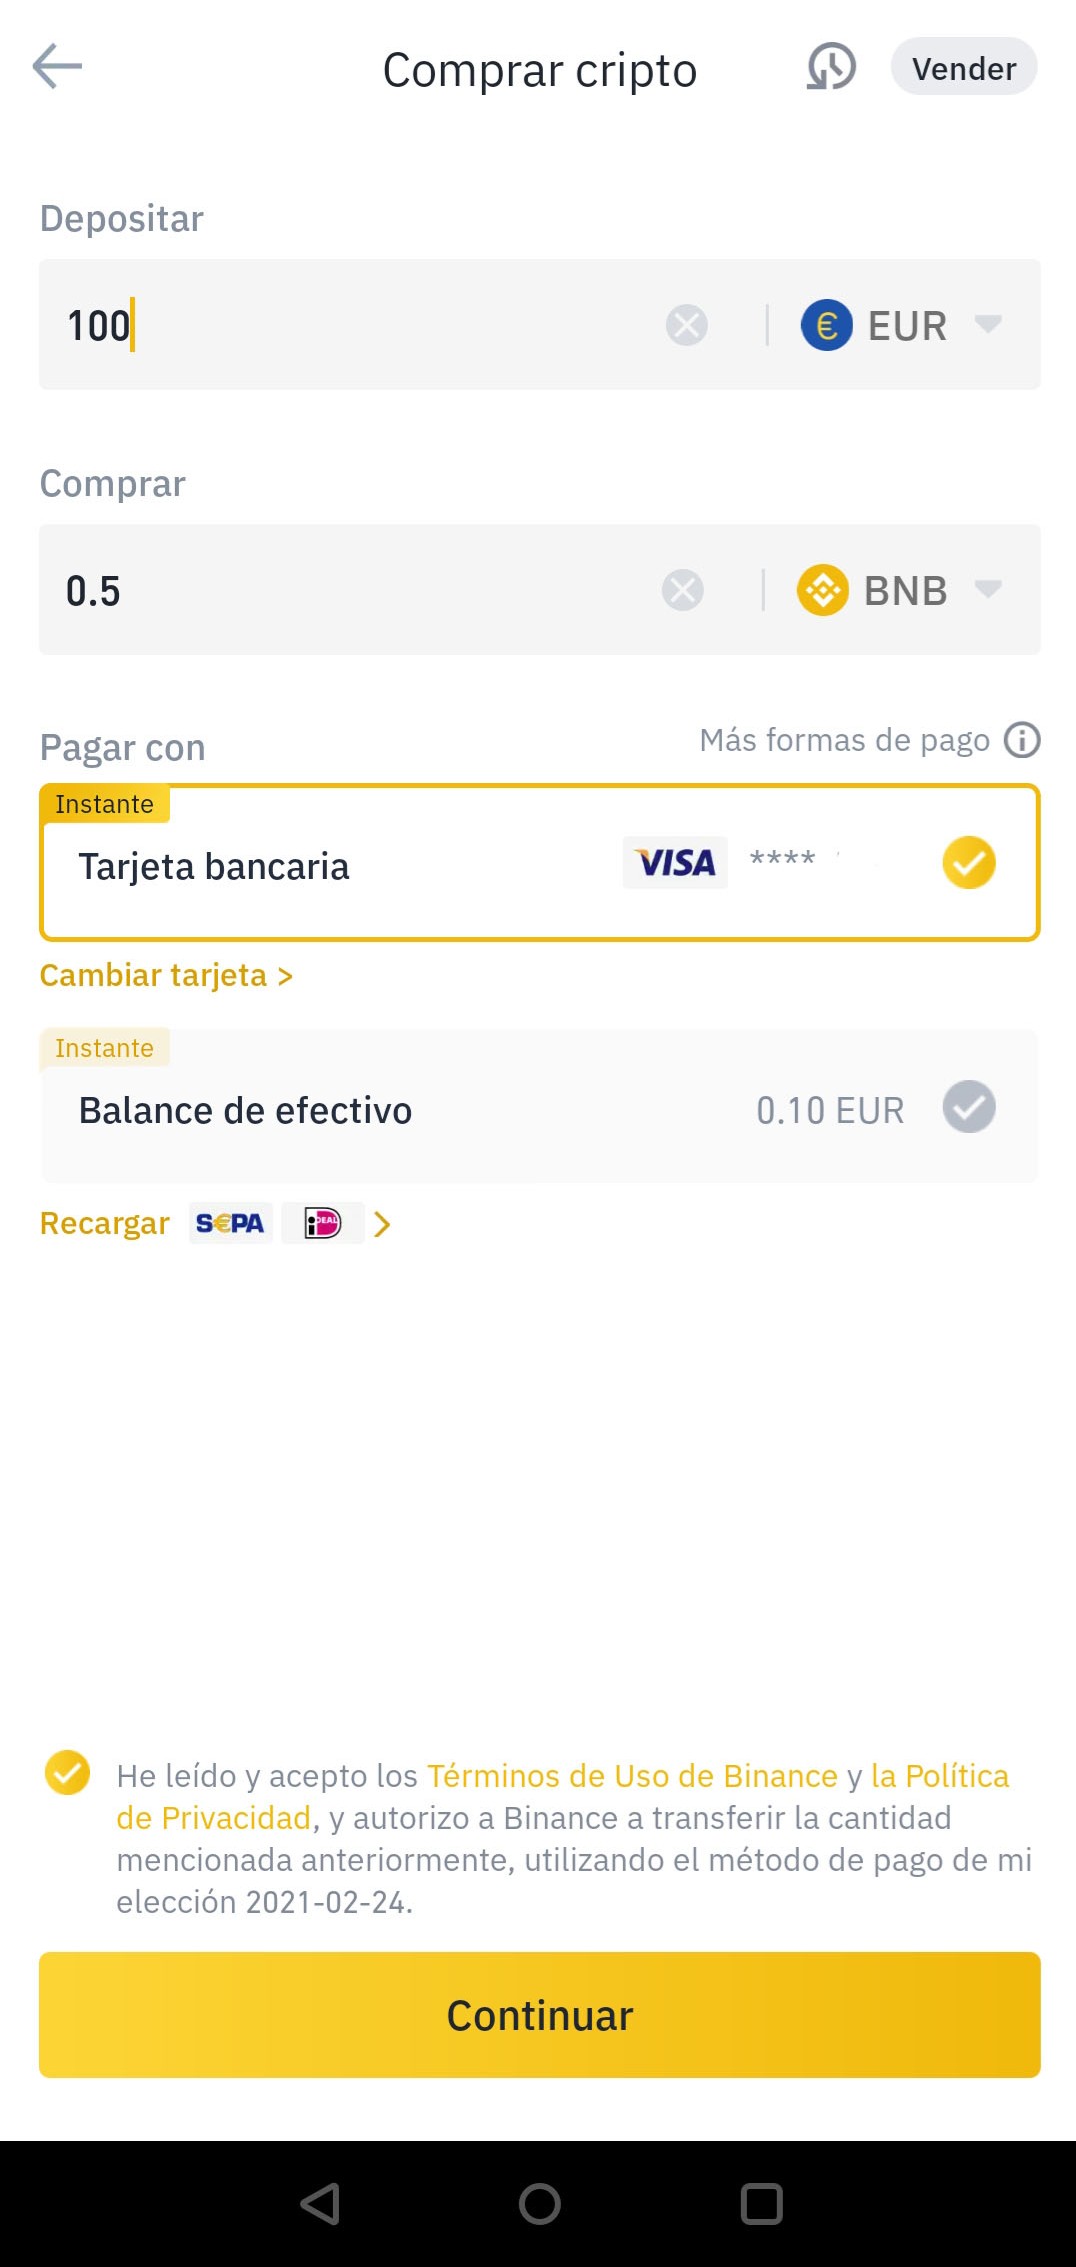 Comprar cripto
Vender
Depositar
100
€ EUR
Comprar
0.5
BNB
Pagar con
Más formas de pago
Instante
Tarjeta bancaria
VISA ****
Cambiar tarjeta >
Instante
Balance de efectivo
0.10 EUR
Recargar S€PA iDEAL >
He leído y acepto los Términos de Uso de Binance y la Política
de Privacidad, y autorizo a Binance a transferir la cantidad
mencionada anteriormente, utilizando el método de pago de mi
elección 2021-02-24.
Continuar